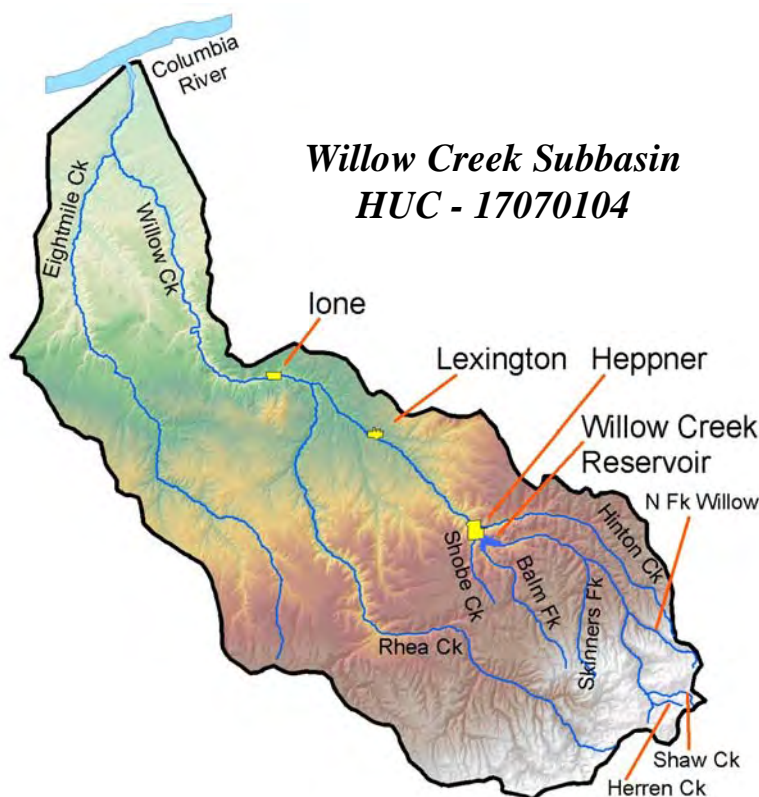 Columbia
River
Willow Creek Subbasin
HUC - 17070104
Eightmile Ck
Willow Ck
Ione
Lexington
Heppner
Willow Creek
Reservoir
N Fk Willow
Hinton Ck
Shobe Ck
Balm Fk
Skinners Fk
Rhea Ck
Shaw Ck
Herren Ck